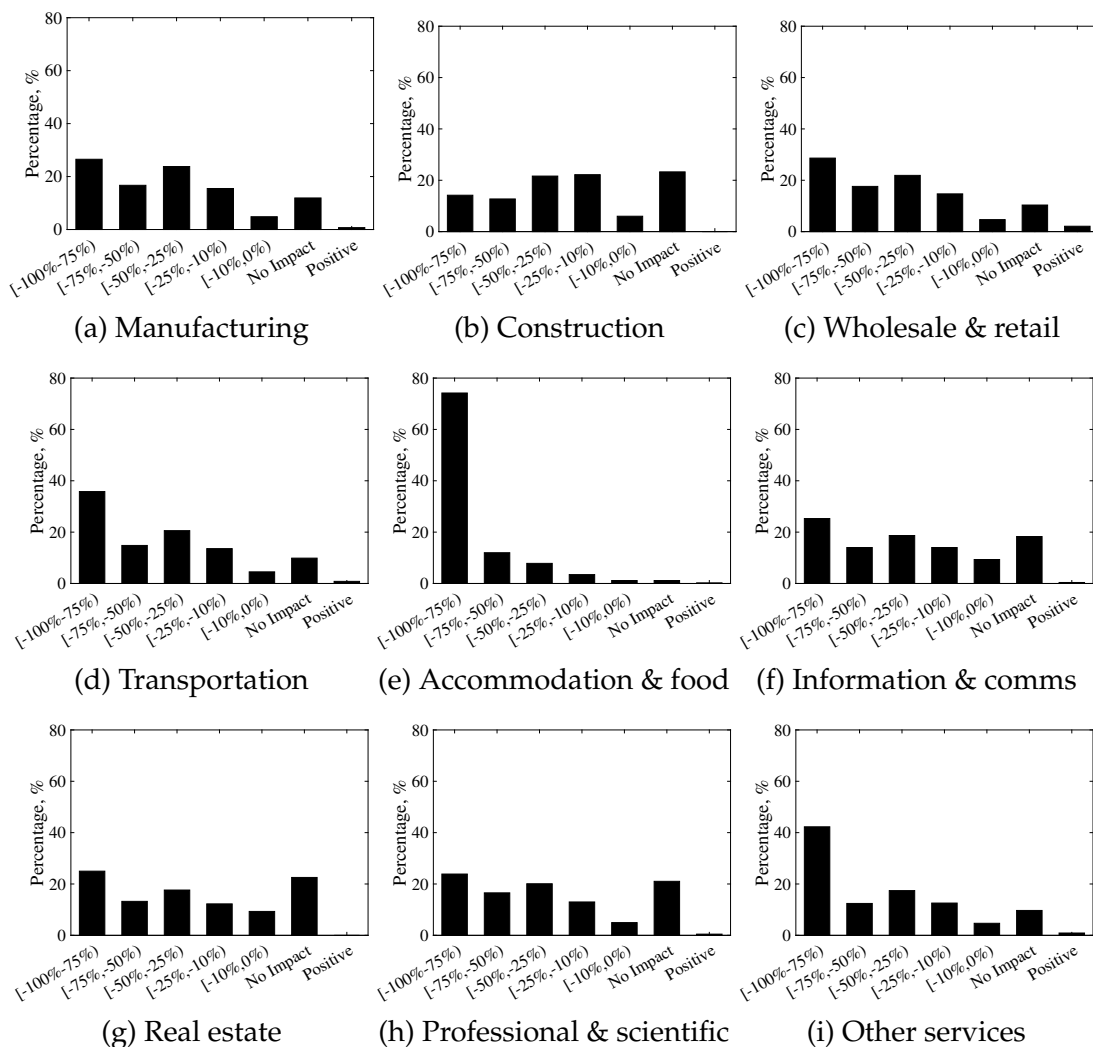 80
60
40
20
0
Percentage, %
[-100%-75%)
[-75%,-50%)
[-50%,-25%)
[-25%,-10%)
[-10%,0%)
No Impact
Positive
(a) Manufacturing
80
60
40
20
0
Percentage, %
[-100%-75%)
[-75%,-50%)
[-50%,-25%)
[-25%,-10%)
[-10%,0%)
No Impact
Positive
(b) Construction
80
60
40
20
0
Percentage, %
[-100%-75%)
[-75%,-50%)
[-50%,-25%)
[-25%,-10%)
[-10%,0%)
No Impact
Positive
(c) Wholesale & retail
80
60
40
20
0
Percentage, %
[-100%-75%)
[-75%,-50%)
[-50%,-25%)
[-25%,-10%)
[-10%,0%)
No Impact
Positive
(d) Transportation
80
60
40
20
0
Percentage, %
[-100%-75%)
[-75%,-50%)
[-50%,-25%)
[-25%,-10%)
[-10%,0%)
No Impact
Positive
(e) Accommodation & food
80
60
40
20
0
Percentage, %
[-100%-75%)
[-75%,-50%)
[-50%,-25%)
[-25%,-10%)
[-10%,0%)
No Impact
Positive
(f) Information & comms
80
60
40
20
0
Percentage, %
[-100%-75%)
[-75%,-50%)
[-50%,-25%)
[-25%,-10%)
[-10%,0%)
No Impact
Positive
(g) Real estate
80
60
40
20
0
Percentage, %
[-100%-75%)
[-75%,-50%)
[-50%,-25%)
[-25%,-10%)
[-10%,0%)
No Impact
Positive
(h) Professional & scientific
80
60
40
20
0
Percentage, %
[-100%-75%)
[-75%,-50%)
[-50%,-25%)
[-25%,-10%)
[-10%,0%)
No Impact
Positive
(i) Other services